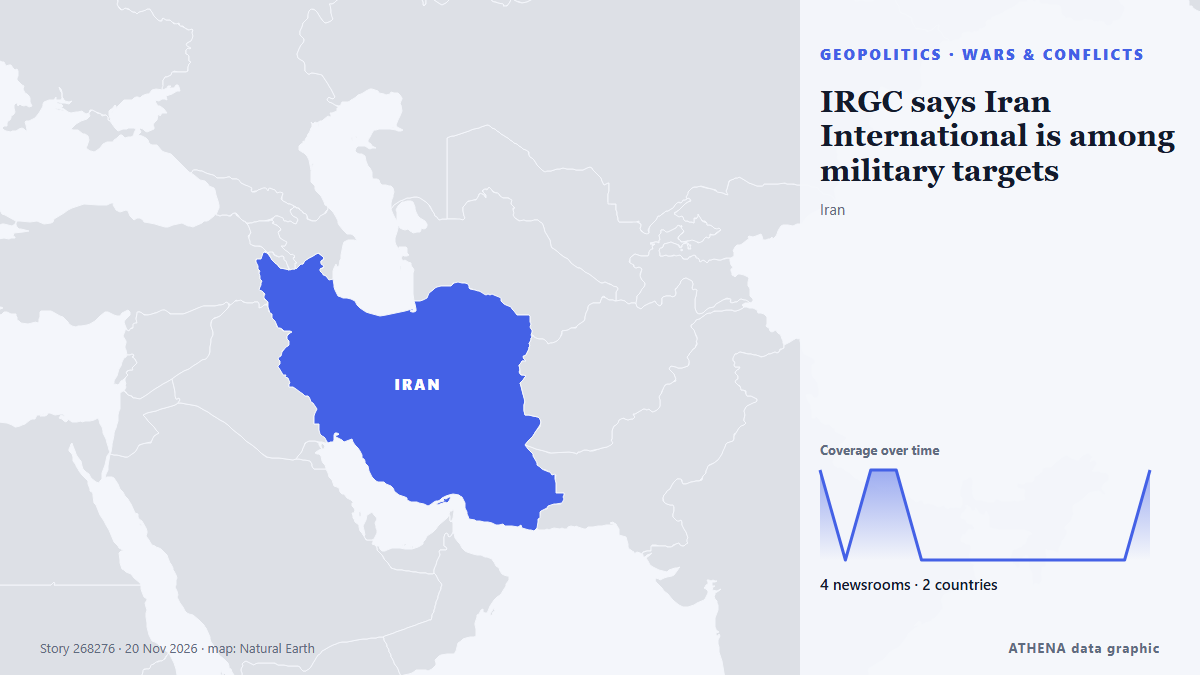 GEOPOLITICS · WARS & CONFLICTS
IRGC says Iran
International is among
military targets
Iran
IRAN
Coverage over time
4 newsrooms · 2 countries
Story 268276 · 20 Nov 2026 · map: Natural Earth
ATHENA data graphic